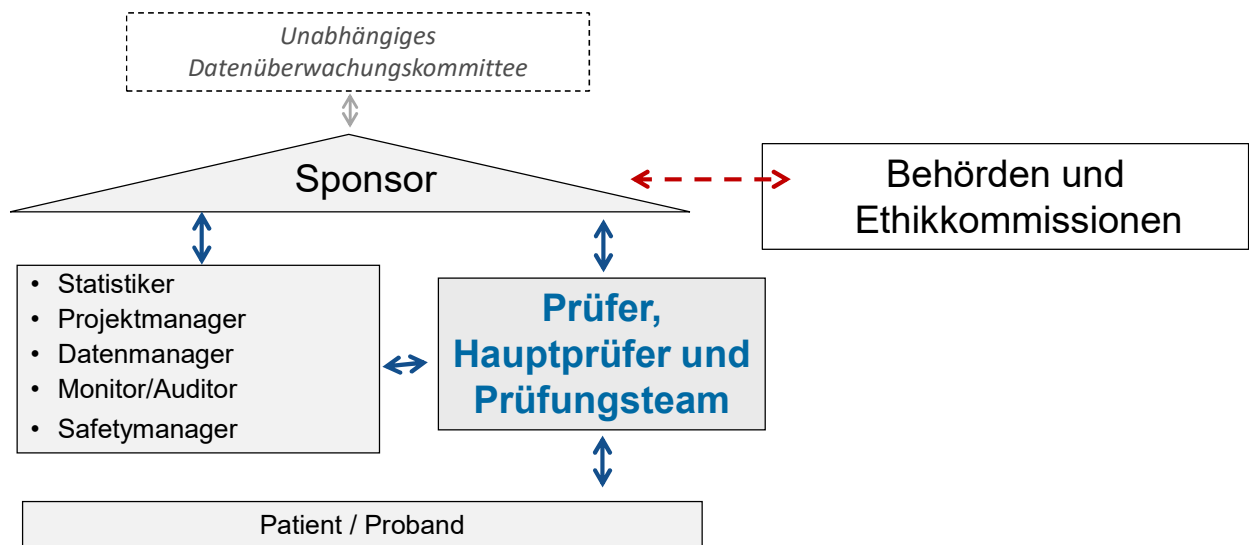 Unabhängiges
Datenüberwachungskommittee
Sponsor
Behörden und
Ethikkommissionen
• Statistiker
• Projektmanager
• Datenmanager
• Monitor/Auditor
• Safetymanager
Prüfer,
Hauptprüfer und
Prüfungsteam
Patient / Proband